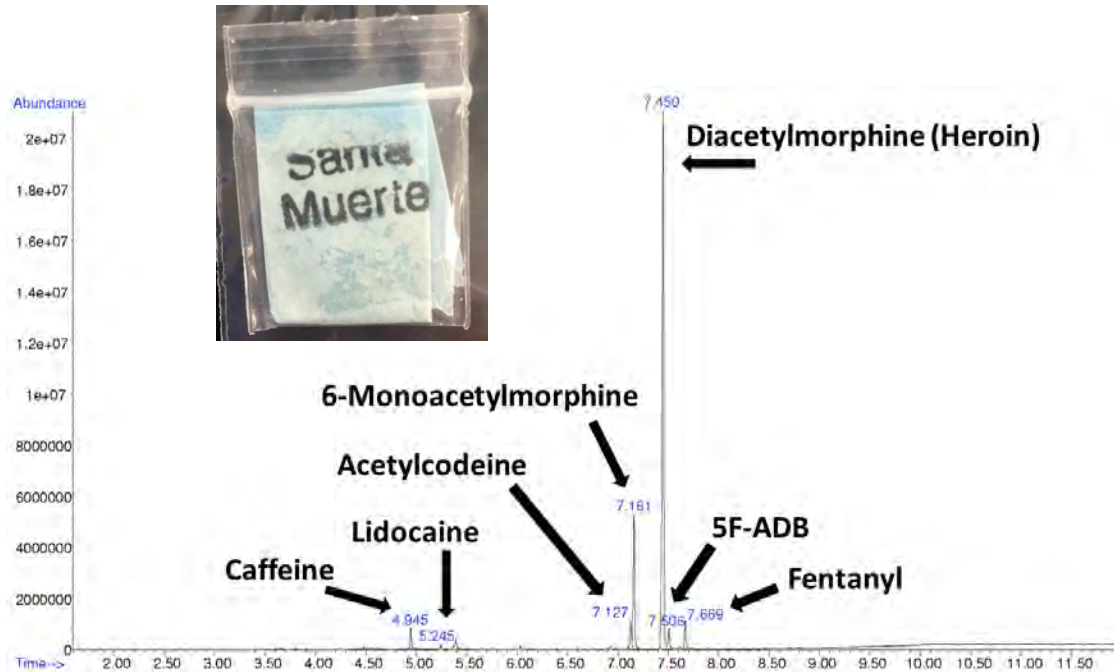 Abundance
7.450
Santa
Muerte
2e+07
1.8e+07
1.6e+07
1.4e+07
1.2e+07
1e+07
8000000
6000000
4000000
2000000
0
Diacetylmorphine (Heroin)
6-Monoacetylmorphine
7.161
Acetylcodeine
7.127
Lidocaine
5.245
Caffeine
4.945
5F-ADB
7.506
Fentanyl
7.669
Time-->
2.00 2.50 3.00 3.50 4.00 4.50 5.00 5.50 6.00 6.50 7.00 7.50 8.00 8.50 9.00 9.50 10.00 10.50 11.00 11.50